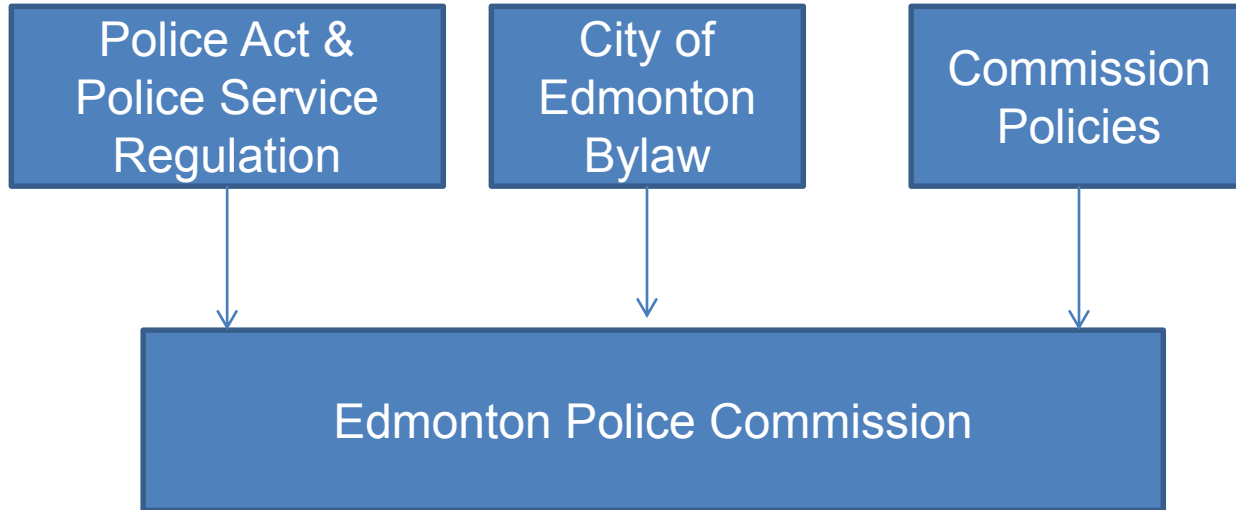 Police Act &
Police Service
Regulation
City of
Edmonton
Bylaw
Commission
Policies
Edmonton Police Commission